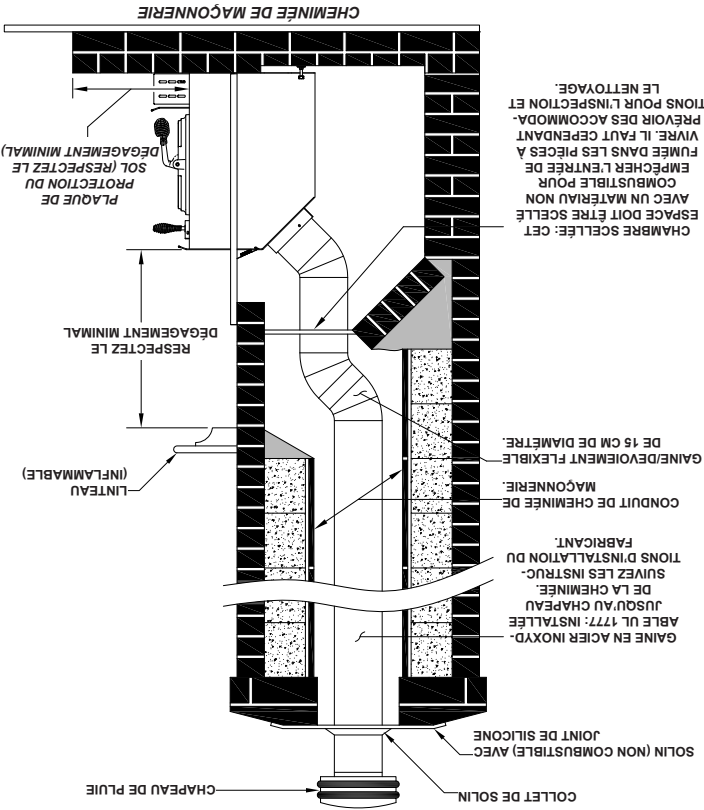 CHAPEAU DE PLUIE
COLLET DE SOLIN
SOLIN (NON COMBUSTIBLE) AVEC
JOINT DE SILICONE
GAINE EN ACIER INOXYD-
ABLE UL 1777: INSTALLÉE
JUSQU'AU CHAPEAU
DE LA CHEMINÉE.
SUIVEZ LES INSTRUC-
TIONS D'INSTALLATION DU
FABRICANT.
CONDUIT DE CHEMINÉE DE
MAÇONNERIE.
GAINE/DEVOIEMENT FLEXIBLE
DE 15 CM DE DIAMÉTRE.
LINTEAU
(INFLAMMABLE)
RESPECTEZ LE
DÉGAGEMENT MINIMAL
CHAMBRE SCELLÉE: CET
ESPACE DOIT ÊTRE SCELLÉ
AVEC UN MATÉRIAU NON
COMBUSTIBLE POUR
EMPÊCHER L'ENTRÉE DE
FUMÉE DANS LES PIÈCES À
VIVRE. IL FAUT CEPENDANT
PRÉVOIR DES ACCOMMODA-
TIONS POUR L'INSPECTION ET
LE NETTOYAGE.
PLAQUE DE
PROTECTION DU
SOL (RESPECTEZ LE
DÉGAGEMENT MINIMAL)
CHEMINÉE DE MAÇONNERIE